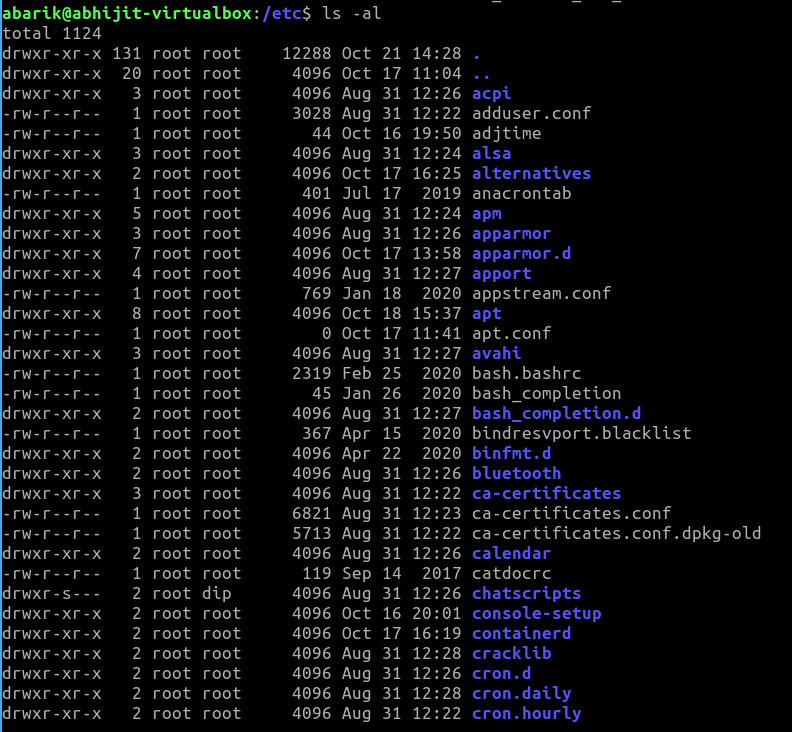 abarik@abhijit-virtualbox:/etc$ ls -al
total 1124
drwxr-xr-x 131 root root    12288 Oct 21 14:28 .
drwxr-xr-x  20 root root     4096 Oct 17 11:04 ..
drwxr-xr-x   3 root root     4096 Aug 31 12:26 acpi
-rw-r--r--   1 root root     3028 Aug 31 12:22 adduser.conf
-rw-r--r--   1 root root       44 Oct 16 19:50 adjtime
drwxr-xr-x   3 root root     4096 Aug 31 12:24 alsa
drwxr-xr-x   2 root root     4096 Oct 17 16:25 alternatives
-rw-r--r--   1 root root      401 Jul 17  2019 anacrontab
drwxr-xr-x   5 root root     4096 Aug 31 12:24 apm
drwxr-xr-x   3 root root     4096 Aug 31 12:26 apparmor
drwxr-xr-x   7 root root     4096 Oct 17 13:58 apparmor.d
drwxr-xr-x   4 root root     4096 Aug 31 12:27 apport
-rw-r--r--   1 root root      769 Jan 18  2020 appstream.conf
drwxr-xr-x   8 root root     4096 Oct 18 15:37 apt
-rw-r--r--   1 root root        0 Oct 17 11:41 apt.conf
drwxr-xr-x   3 root root     4096 Aug 31 12:27 avahi
-rw-r--r--   1 root root     2319 Feb 25  2020 bash.bashrc
-rw-r--r--   1 root root       45 Jan 26  2020 bash_completion
drwxr-xr-x   2 root root     4096 Aug 31 12:27 bash_completion.d
-rw-r--r--   1 root root      367 Apr 15  2020 bindresvport.blacklist
drwxr-xr-x   2 root root     4096 Apr 22  2020 binfmt.d
drwxr-xr-x   2 root root     4096 Aug 31 12:26 bluetooth
drwxr-xr-x   3 root root     4096 Aug 31 12:22 ca-certificates
-rw-r--r--   1 root root     6821 Aug 31 12:23 ca-certificates.conf
-rw-r--r--   1 root root     5713 Aug 31 12:22 ca-certificates.conf.dpkg-old
drwxr-xr-x   2 root root     4096 Aug 31 12:26 calendar
-rw-r--r--   1 root root      119 Sep 14  2017 catdocrc
drwxr-s---   2 root dip      4096 Aug 31 12:26 chatscripts
drwxr-xr-x   2 root root     4096 Oct 16 20:01 console-setup
drwxr-xr-x   2 root root     4096 Oct 17 16:19 containerd
drwxr-xr-x   2 root root     4096 Aug 31 12:28 cracklib
drwxr-xr-x   2 root root     4096 Aug 31 12:26 cron.d
drwxr-xr-x   2 root root     4096 Aug 31 12:28 cron.daily
drwxr-xr-x   2 root root     4096 Aug 31 12:22 cron.hourly